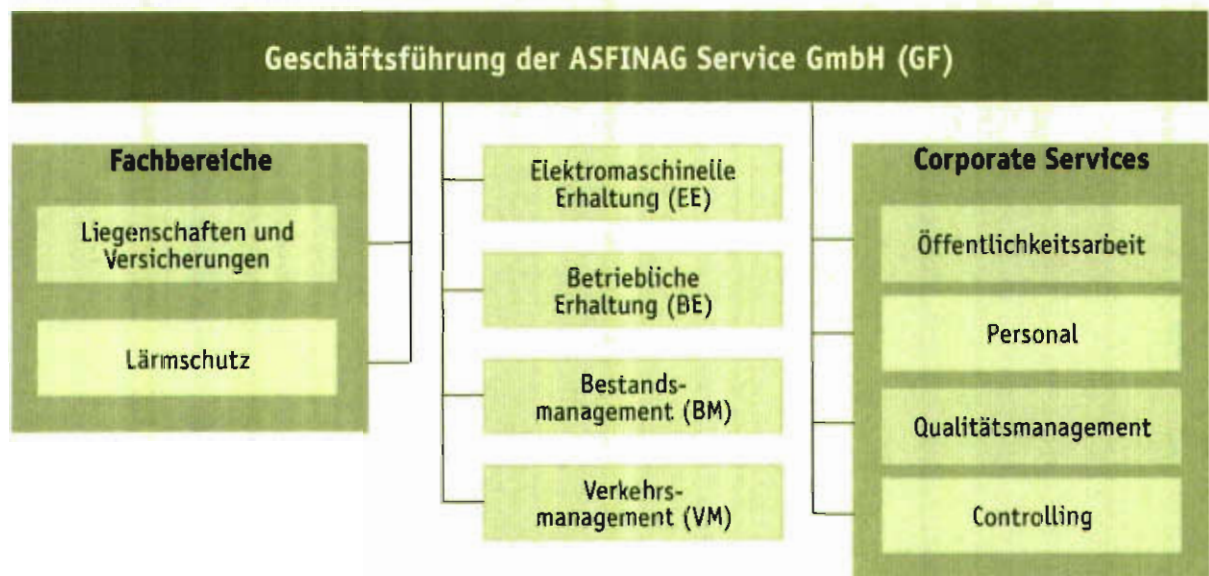 Geschäftsführung der ASFINAG Service GmbH (GF)
Fachbereiche
Liegenschaften und
Versicherungen
Lärmschutz
Elektromaschinelle
Erhaltung (EE)
Betriebliche
Erhaltung (BE)
Bestands-
management (BM)
Verkehrs-
management (VM)
Corporate Services
Öffentlichkeitsarbeit
Personal
Qualitätsmanagement
Controlling